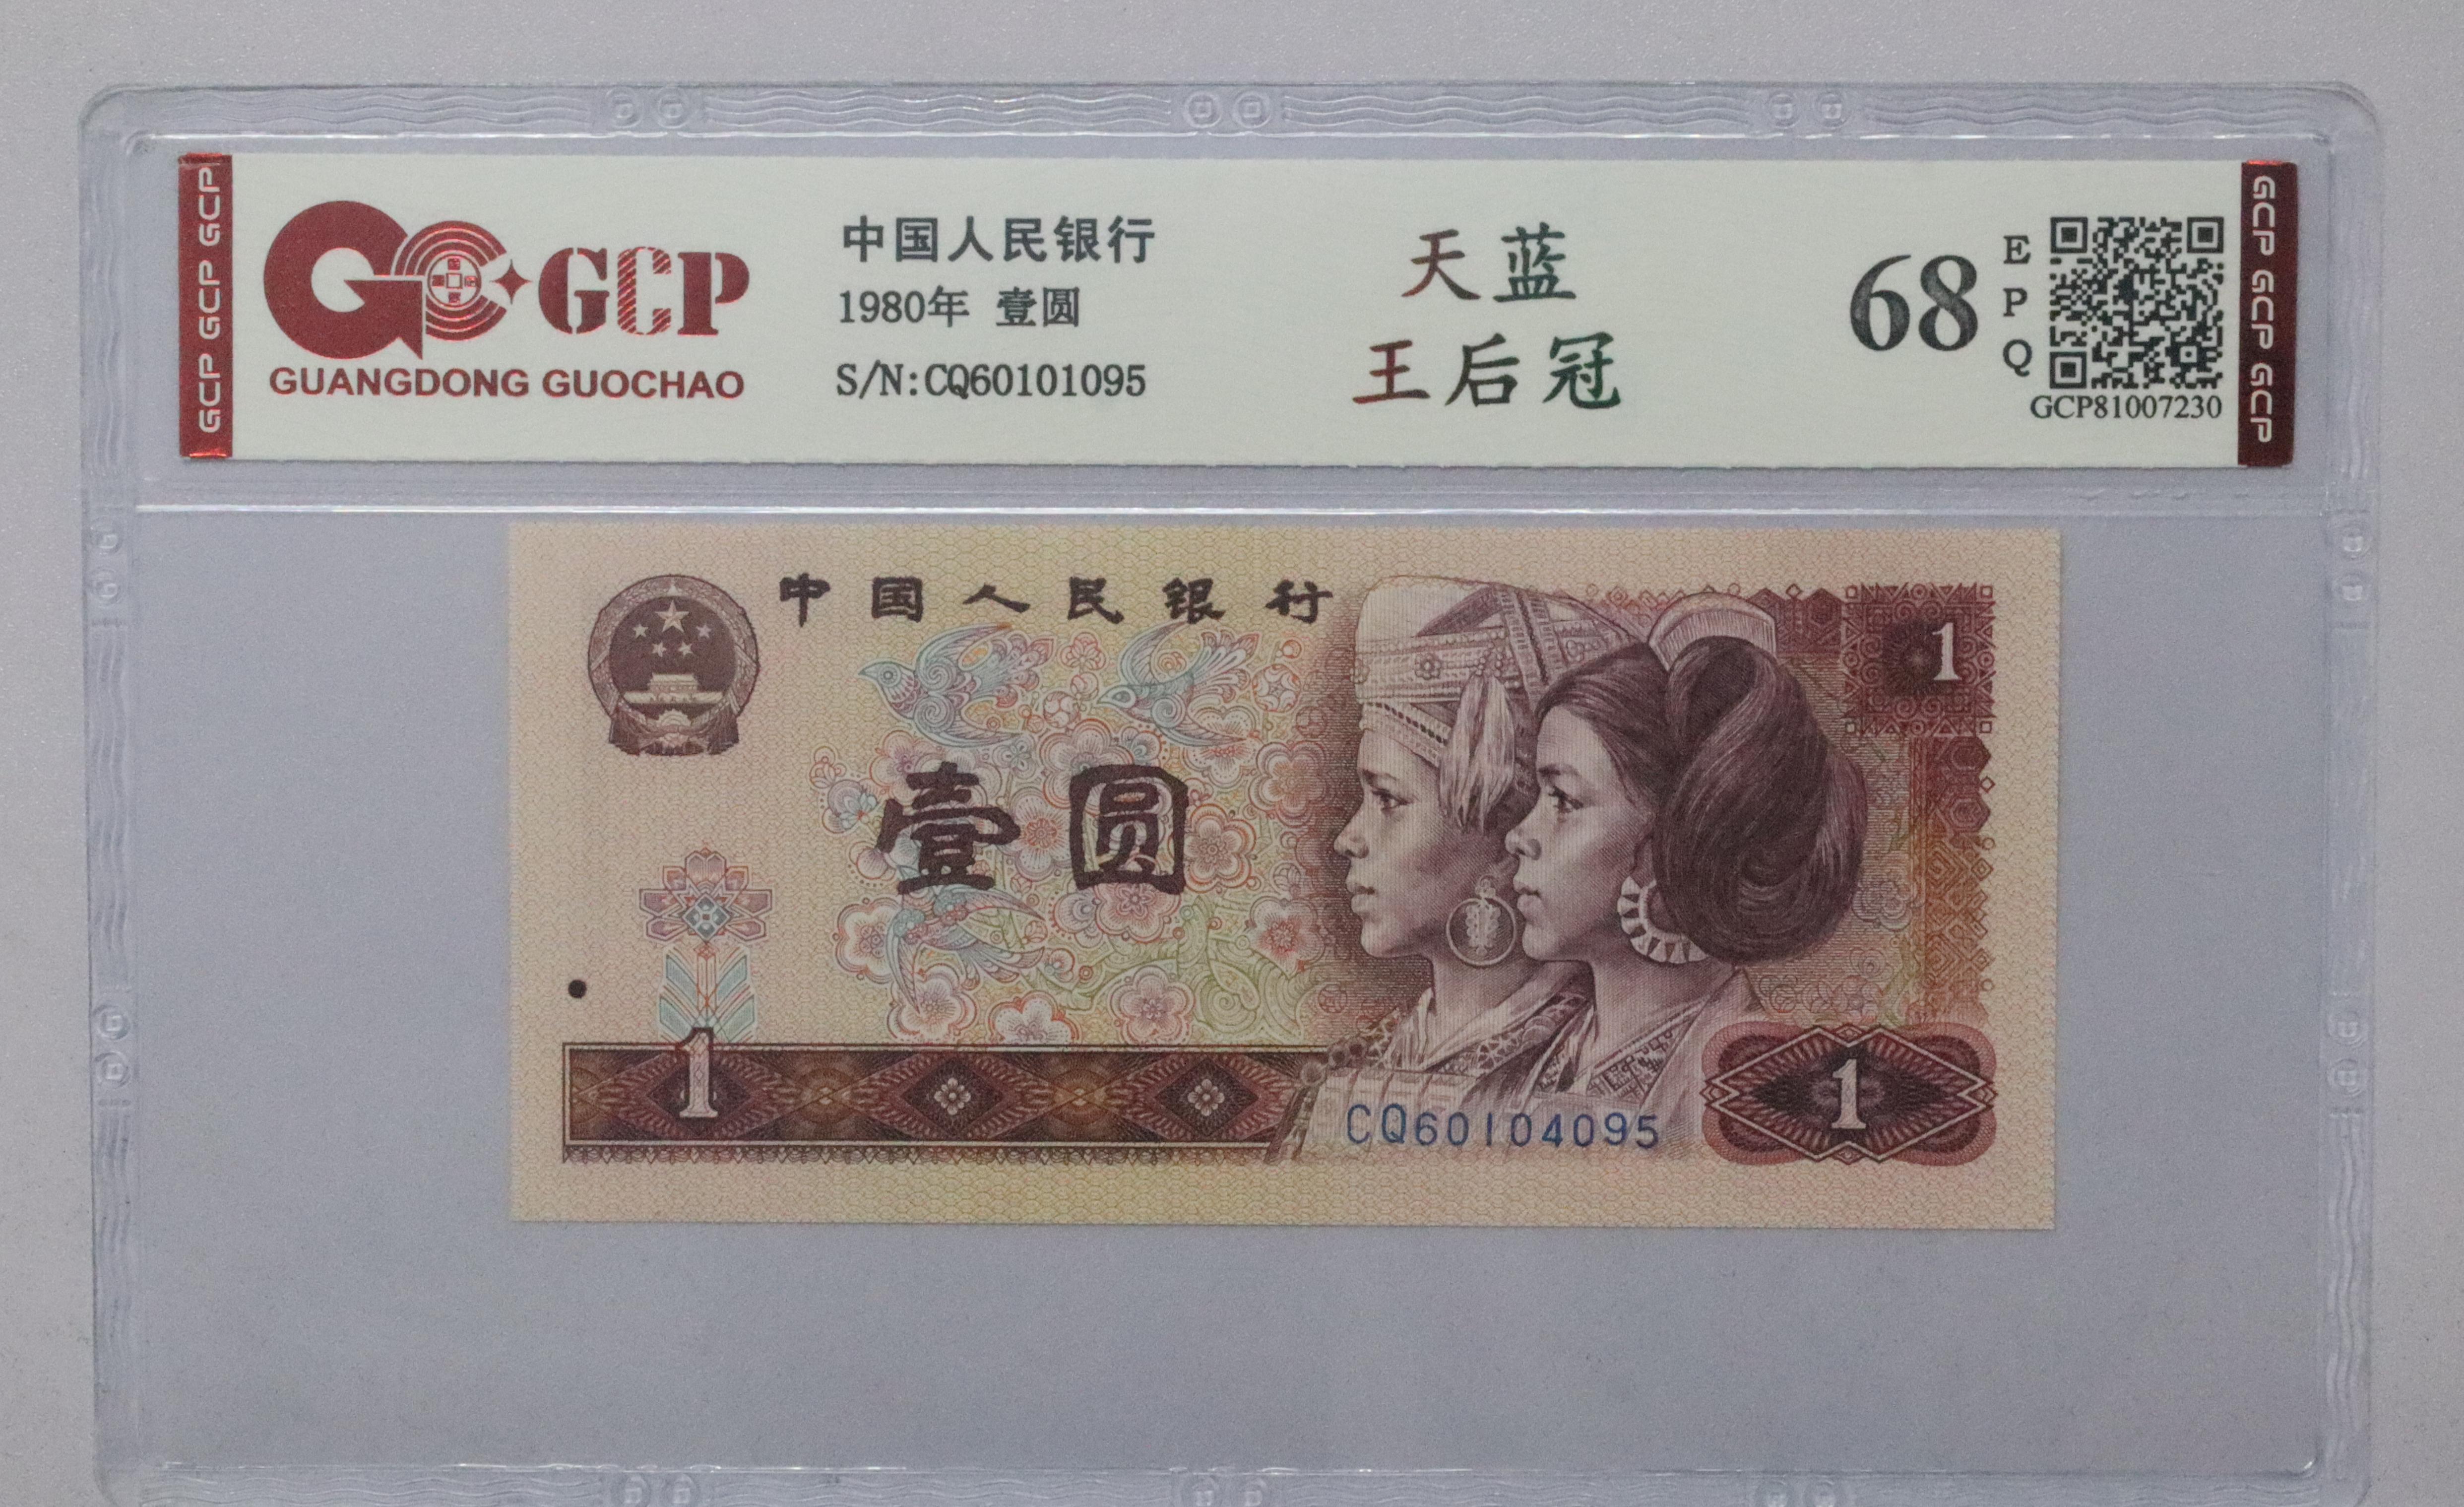 GCP GCP GCP
GCP
GUANGDONG GUOCHAO
中国人民银行
1980年 壹圆
S/N:CQ60101095
天蓝
王后冠
68
E
P
Q
GCP81007230
GCP GCP GCP
中国人民银行
1
壹圆
1
CQ60104095
1